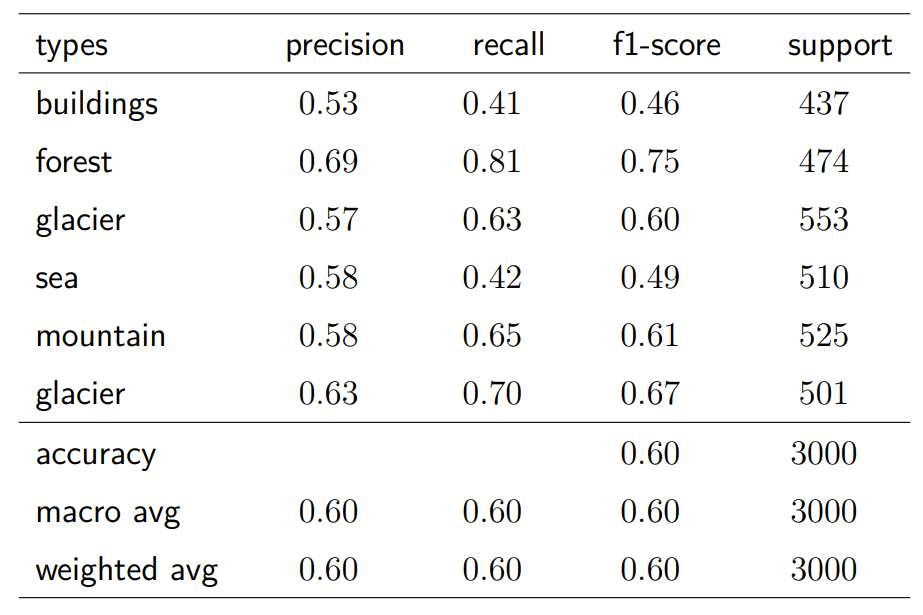 types precision recall f1-score support
buildings 0.53 0.41 0.46 437
forest 0.69 0.81 0.75 474
glacier 0.57 0.63 0.60 553
sea 0.58 0.42 0.49 510
mountain 0.58 0.65 0.61 525
glacier 0.63 0.70 0.67 501
accuracy 0.60 3000
macro avg 0.60 0.60 0.60 3000
weighted avg 0.60 0.60 0.60 3000